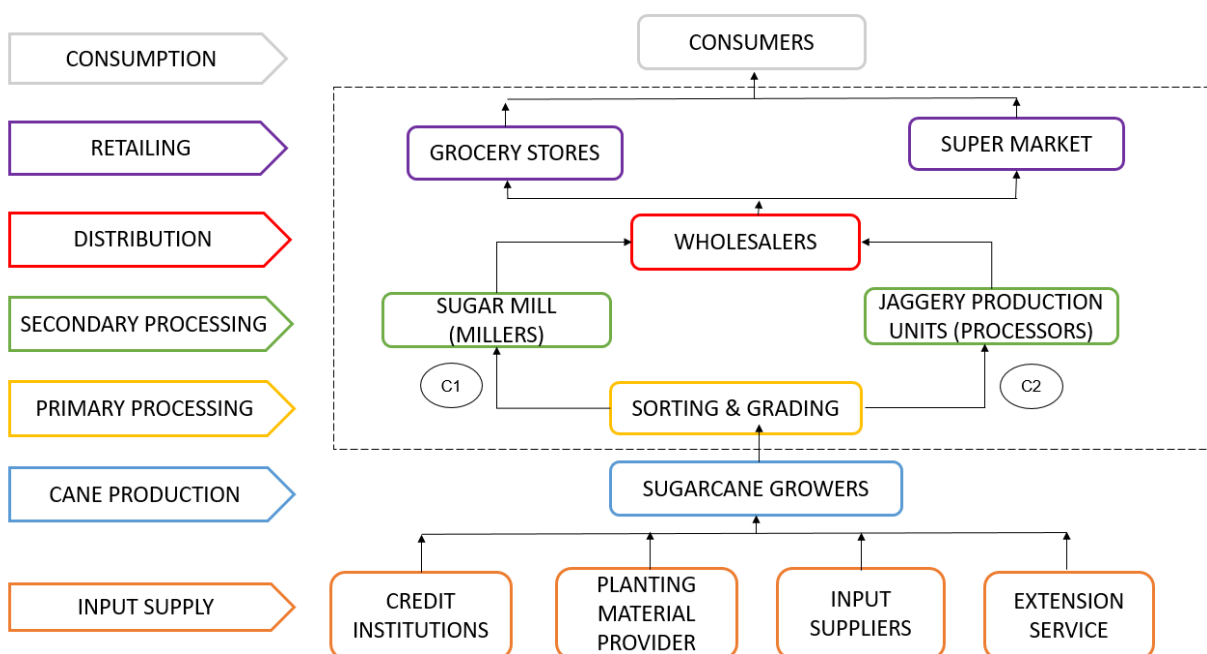 CONSUMPTION
CONSUMERS
RETAILING
GROCERY STORES
SUPER MARKET
DISTRIBUTION
WHOLESALERS
SECONDARY PROCESSING
SUGAR MILL
(MILLERS)
JAGGERY PRODUCTION
UNITS (PROCESSORS)
C1
C2
PRIMARY PROCESSING
SORTING & GRADING
CANE PRODUCTION
SUGARCANE GROWERS
INPUT SUPPLY
CREDIT
INSTITUTIONS
PLANTING
MATERIAL
PROVIDER
INPUT
SUPPLIERS
EXTENSION
SERVICE